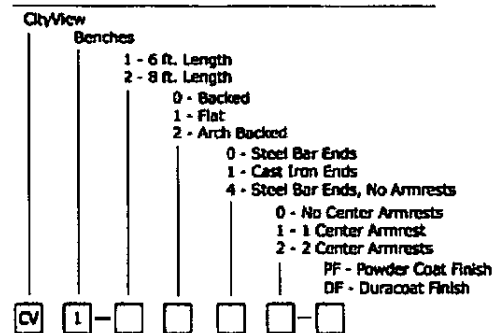 CityView
Benches
1 - 6 ft. Length
2 - 8 ft. Length
0 - Backed
1 - Flat
2 - Arch Backed
0 - Steel Bar Ends
1 - Cast Iron Ends
4 - Steel Bar Ends, No Armrests
0 - No Center Armrests
1 - 1 Center Armrest
2 - 2 Center Armrests
PF - Powder Coat Finish
DF - Duracoat Finish
CV 1 - -